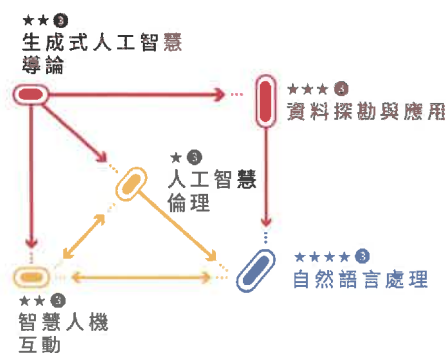 ★★❸
生成式人工智慧
導論
★★★❸
資料探勘與應用
★❸
人工智慧
倫理
★★★★❸
自然語言處理
★★❸
智慧人機
互動